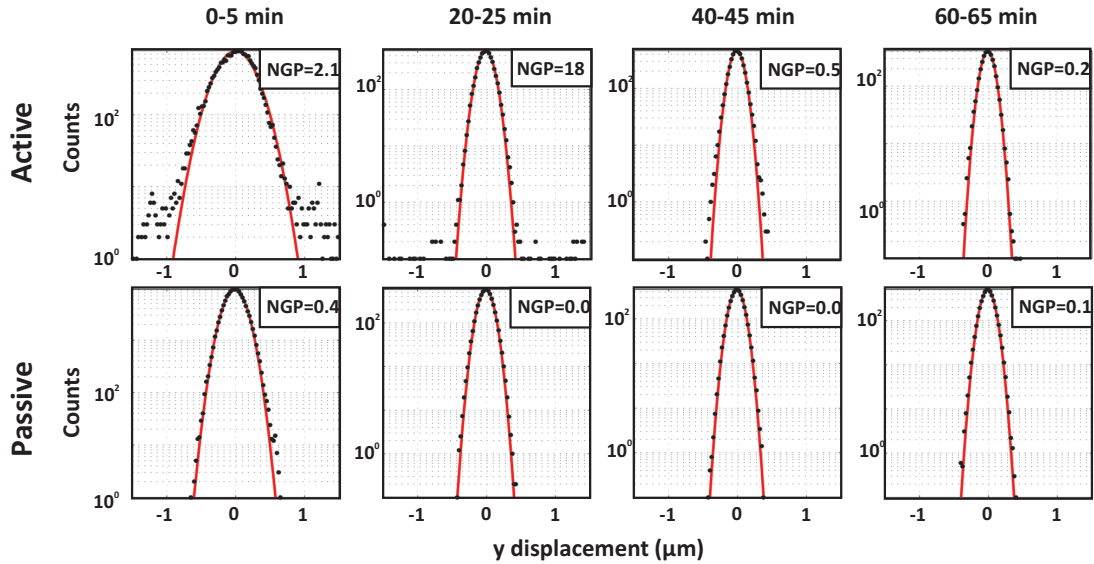 0-5 min 20-25 min 40-45 min 60-65 min
Active
Counts
NGP=2.1 NGP=18 NGP=0.5 NGP=0.2
10² 10² 10² 10²
10⁰ 10⁰ 10⁰
10⁰
-1 0 1 -1 0 1 -1 0 1 -1 0 1
Passive
Counts
NGP=0.4 NGP=0.0 NGP=0.0 NGP=0.1
10² 10² 10² 10²
10⁰ 10⁰ 10⁰
10⁰
-1 0 1 -1 0 1 -1 0 1 -1 0 1
y displacement (µm)